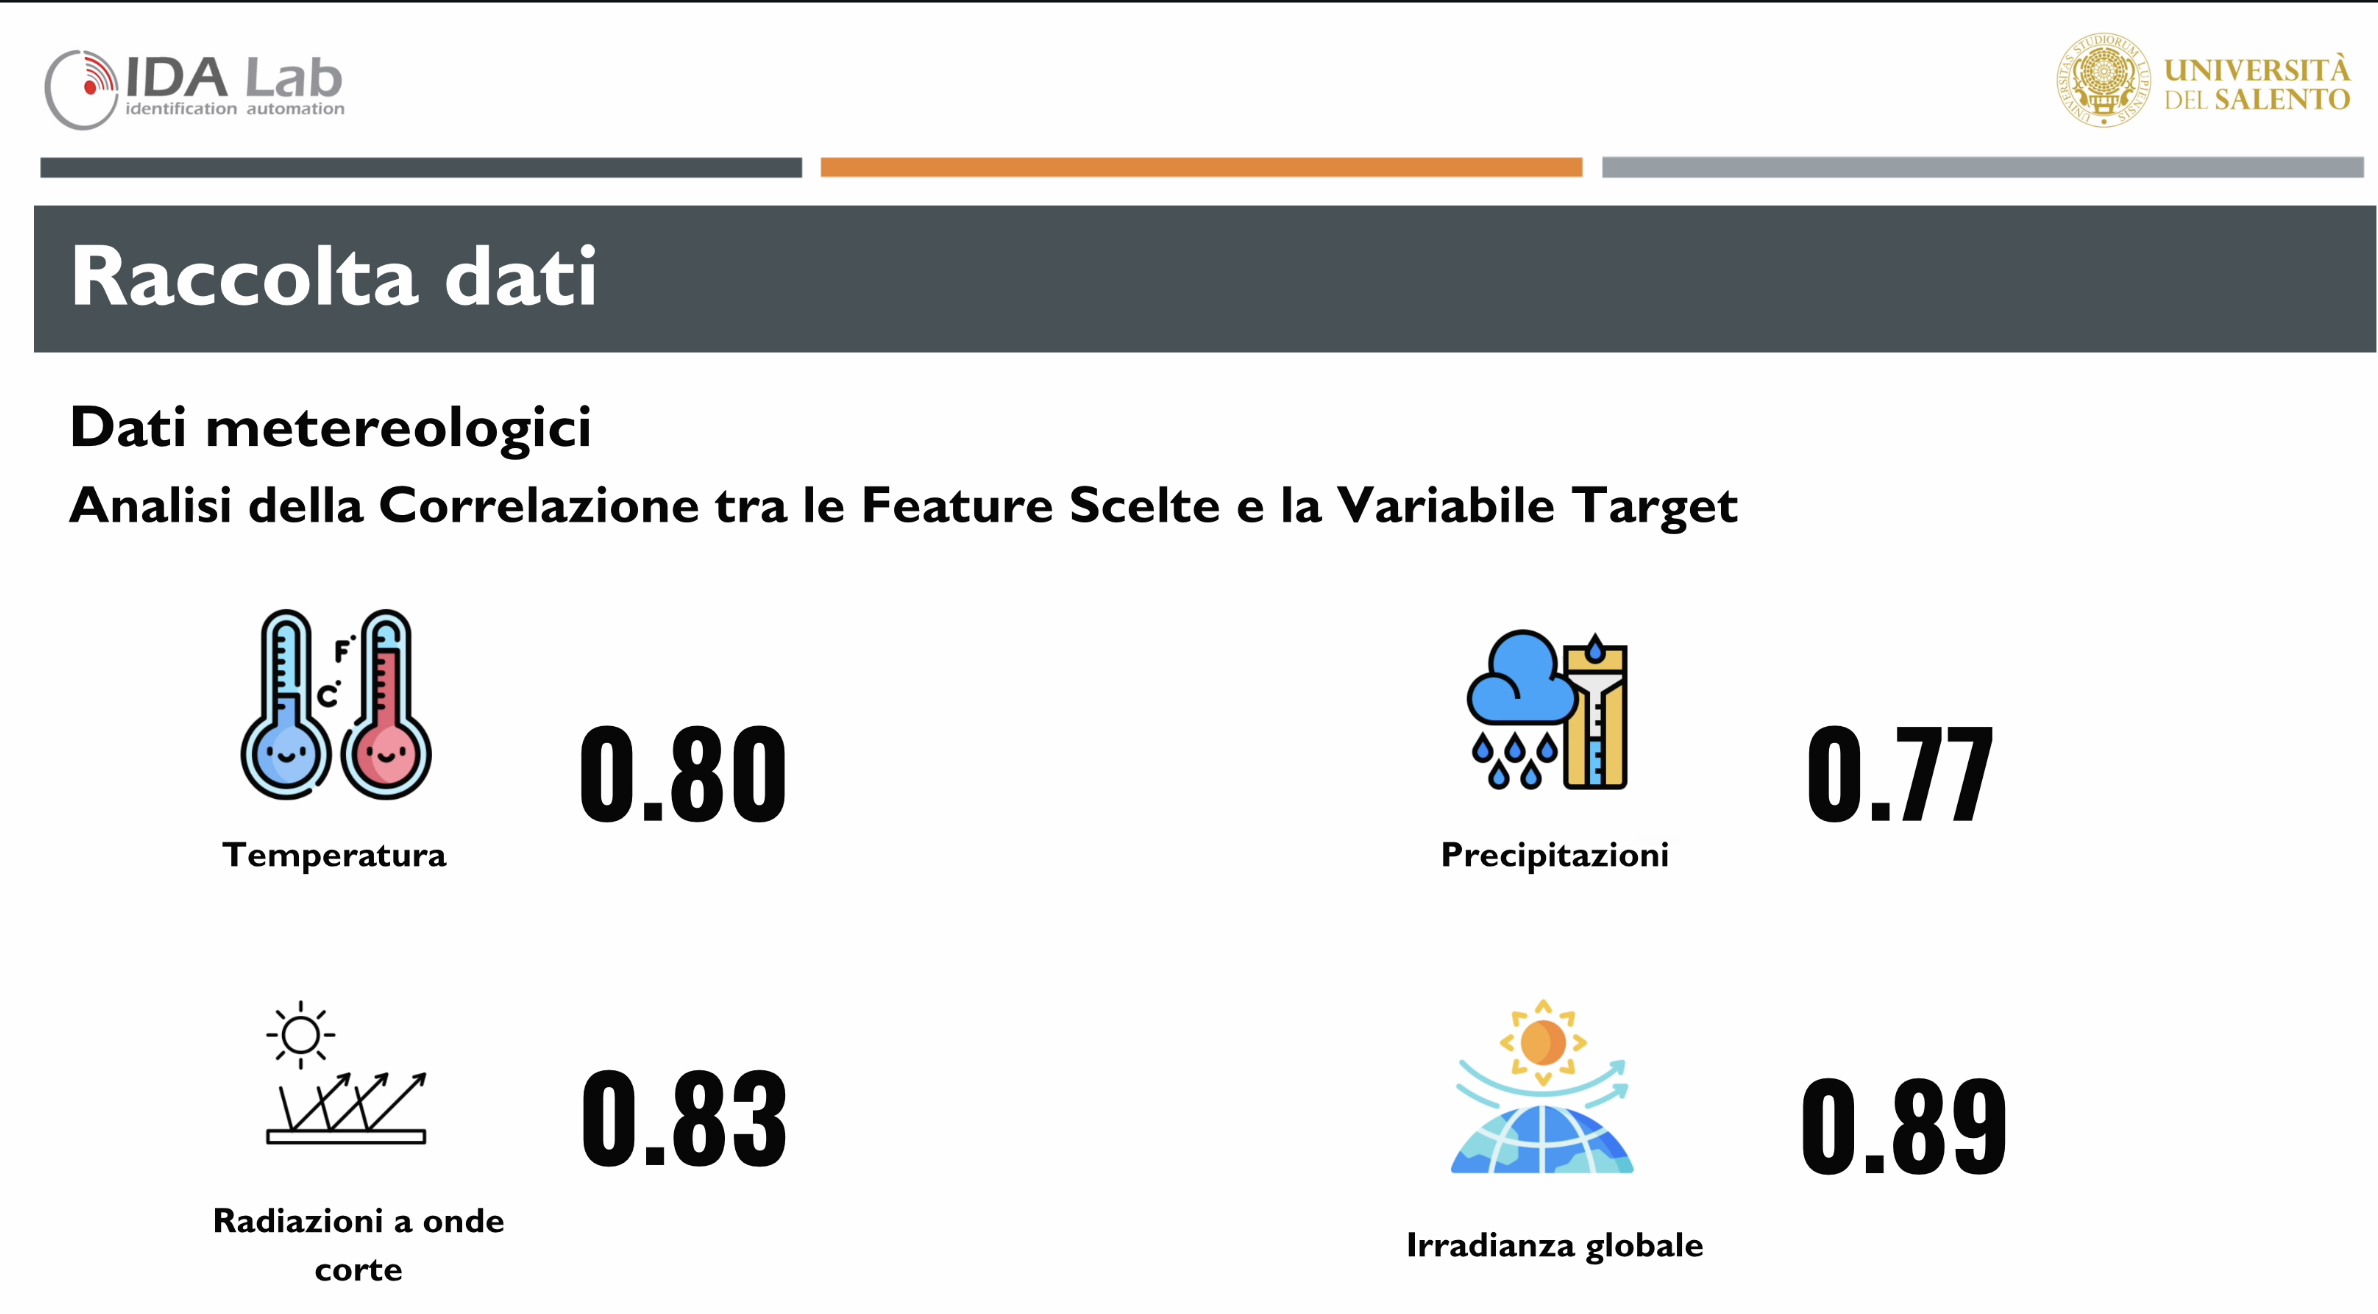 IDA Lab
identification automation
UNIVERSITÀ
DEL SALENTO
Raccolta dati
Dati metereologici
Analisi della Correlazione tra le Feature Scelte e la Variabile Target
F°
C°
0.80
0.77
Temperatura
Precipitazioni
0.83
0.89
Radiazioni a onde
corte
Irradianza globale